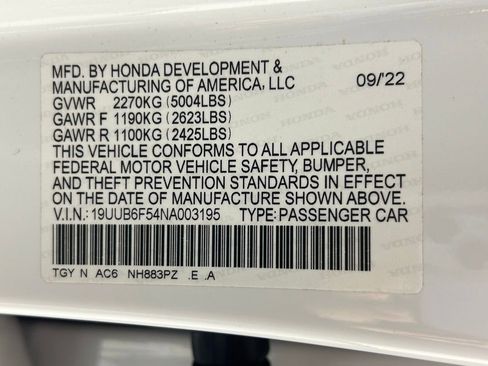 MFD. BY HONDA DEVELOPMENT &
MANUFACTURING OF AMERICA, LLC 09/'22
GVWR 2270KG (5004LBS)
GAWR F 1190KG (2623LBS)
GAWR R 1100KG (2425LBS)
THIS VEHICLE CONFORMS TO ALL APPLICABLE
FEDERAL MOTOR VEHICLE SAFETY, BUMPER,
AND THEFT PREVENTION STANDARDS IN EFFECT
ON THE DATE OF MANUFACTURE SHOWN ABOVE.
V.I.N.: 19UUB6F54NA003195 TYPE: PASSENGER CAR
TGY N AC6 NH883PZ .E .A